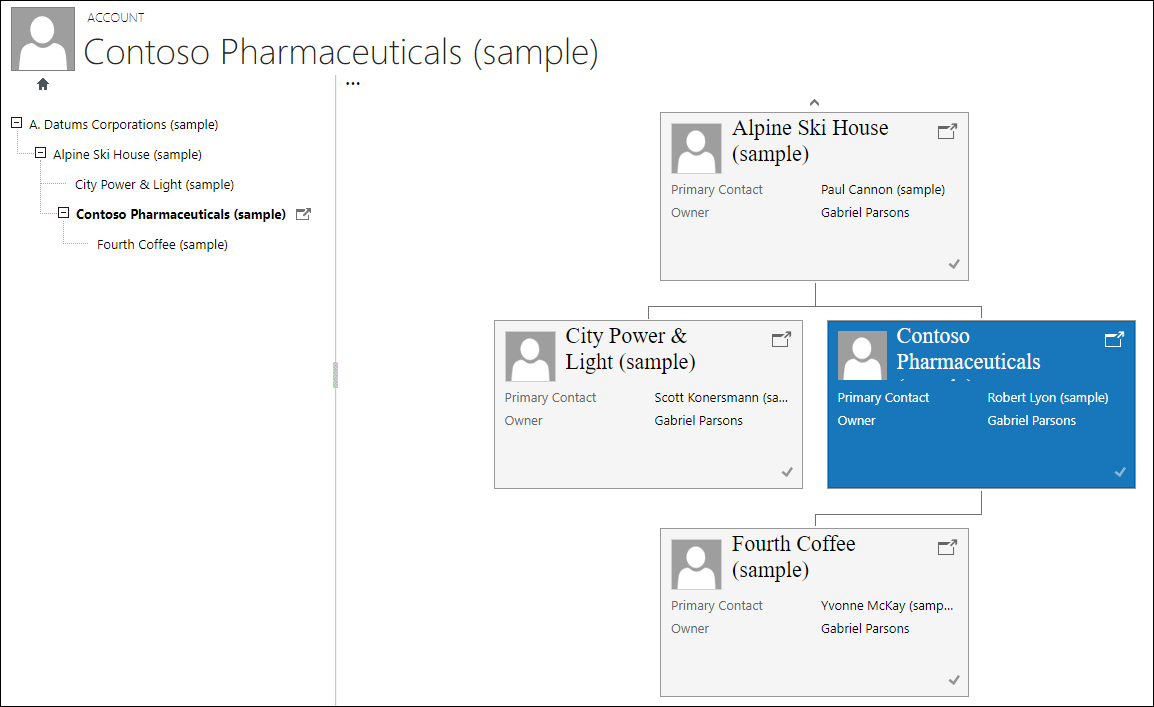 ACCOUNT
Contoso Pharmaceuticals (sample)
...
A. Datums Corporations (sample)
Alpine Ski House (sample)
City Power & Light (sample)
Contoso Pharmaceuticals (sample)
Fourth Coffee (sample)
Alpine Ski House
(sample)
Primary Contact Paul Cannon (sample)
Owner Gabriel Parsons
City Power &
Light (sample)
Primary Contact Scott Konersmann (sa...
Owner Gabriel Parsons
Contoso
Pharmaceuticals
Primary Contact Robert Lyon (sample)
Owner Gabriel Parsons
Fourth Coffee
(sample)
Primary Contact Yvonne McKay (samp...
Owner Gabriel Parsons